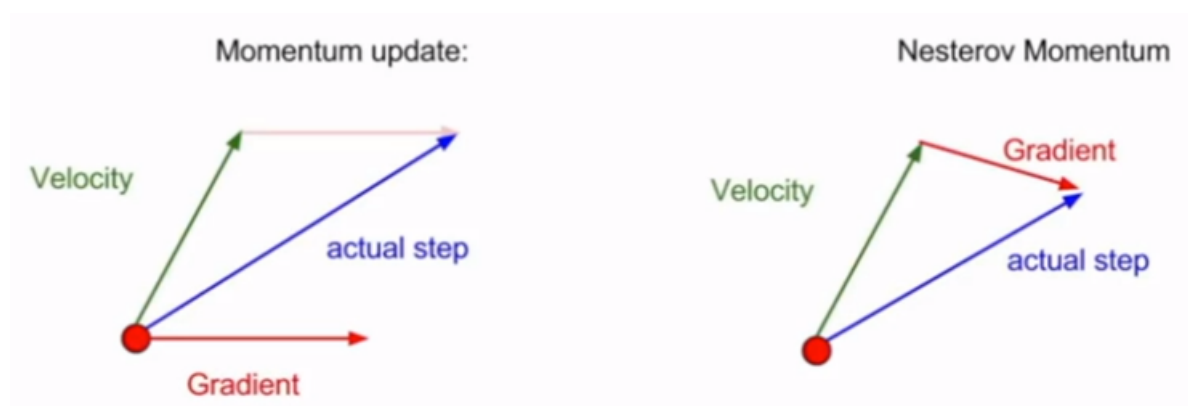 Momentum update:
Velocity
actual step
Gradient
Nesterov Momentum
Gradient
Velocity
actual step